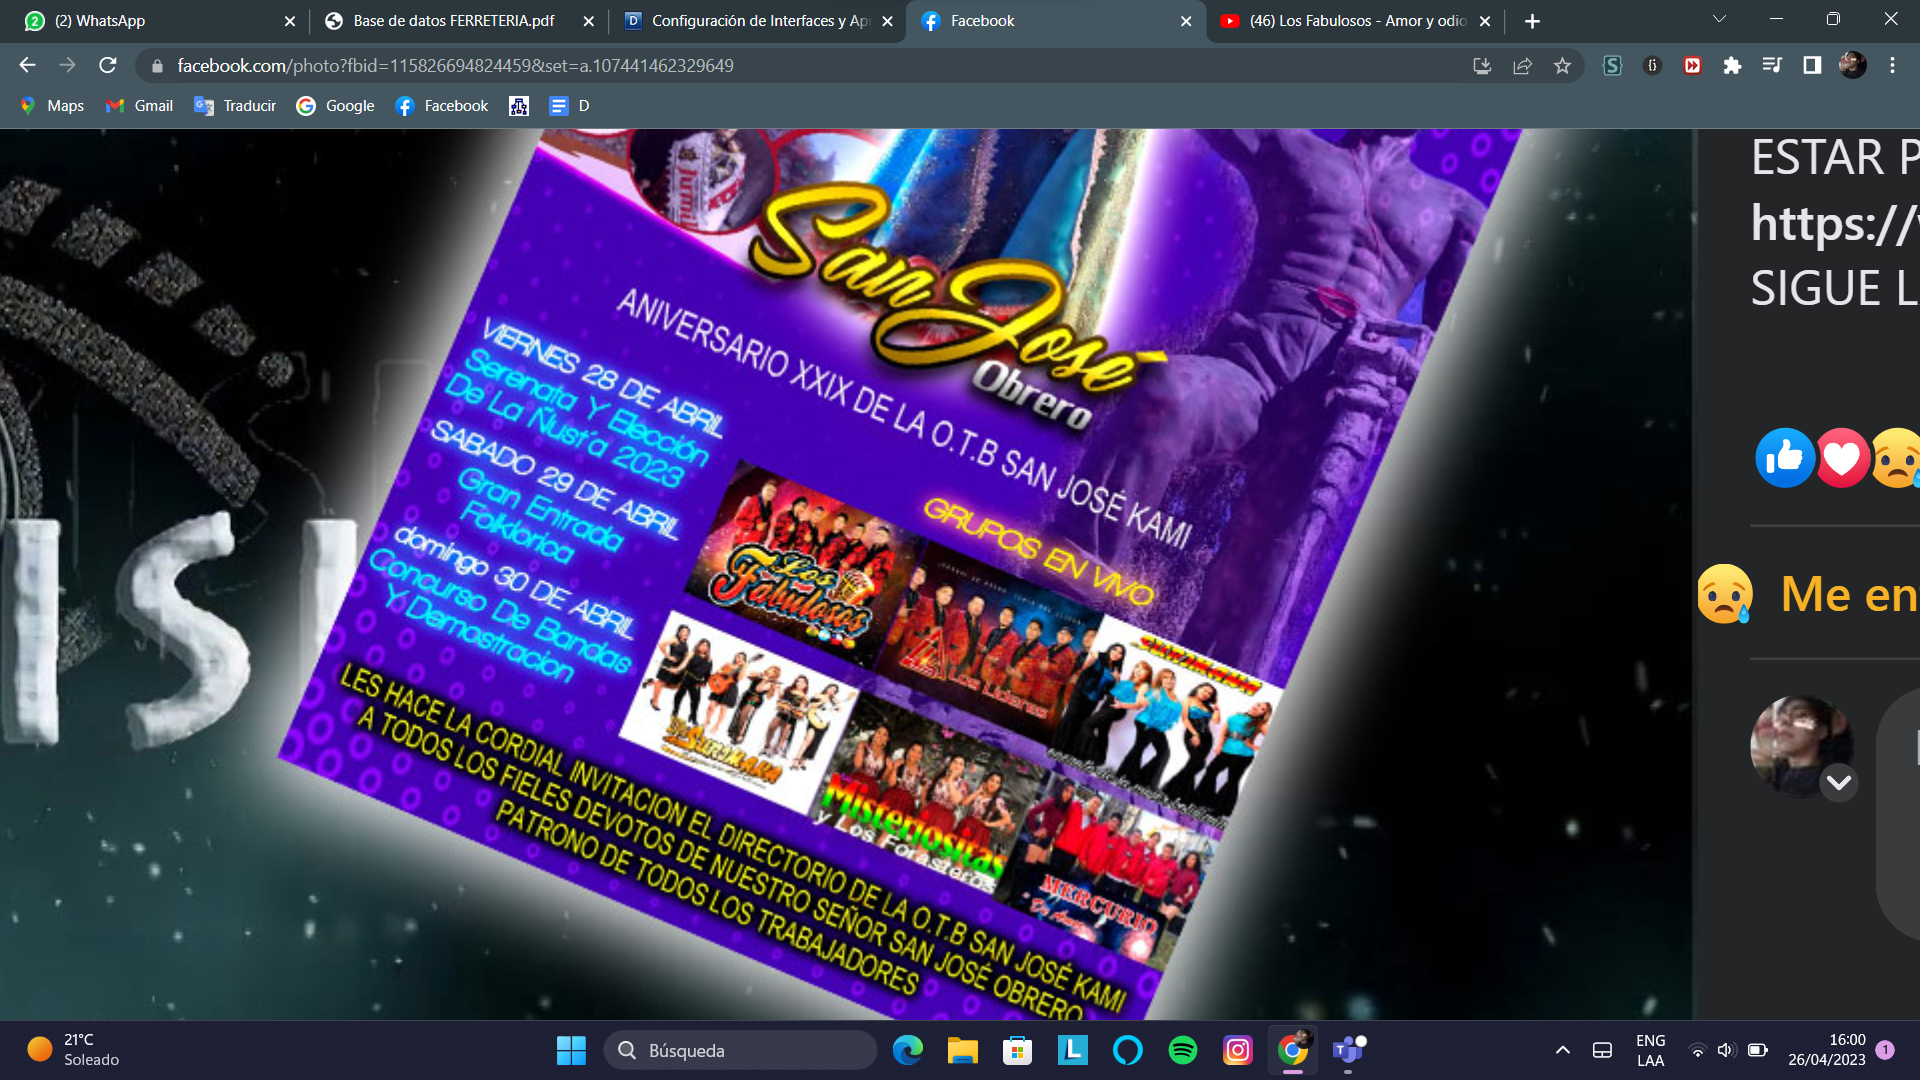 (2) WhatsApp
Base de datos FERRETERIA.pdf
Configuración de Interfaces y Ap
Facebook
(46) Los Fabulosos - Amor y odio
facebook.com/photo?fbid=115826694824459&set=a.107441462329649
Maps
Gmail
Traducir
Google
Facebook
D
San José
Obrero
ANIVERSARIO XXIX DE LA O.T.B SAN JOSÉ KAMI
VIERNES 28 DE ABRIL
Serenata Y Elección
De La Ñust'a 2023
SABADO 29 DE ABRIL
Gran Entrada
Folklorica
domingo 30 DE ABRIL
Concurso De Bandas
Y Demostracion
GRUPOS EN VIVO
Los
Fabulosos
Los Lideres
Misteriositas
y Los Forasteros
MERCURIO
LES HACE LA CORDIAL INVITACION EL DIRECTORIO DE LA O.T.B SAN JOSÉ KAMI
A TODOS LOS FIELES DEVOTOS DE NUESTRO SEÑOR SAN JOSÉ OBRERO
PATRONO DE TODOS LOS TRABAJADORES
ISI
ESTAR P
https://
SIGUE L
Me en
21°C
Soleado
Búsqueda
ENG
LAA
16:00
26/04/2023
1